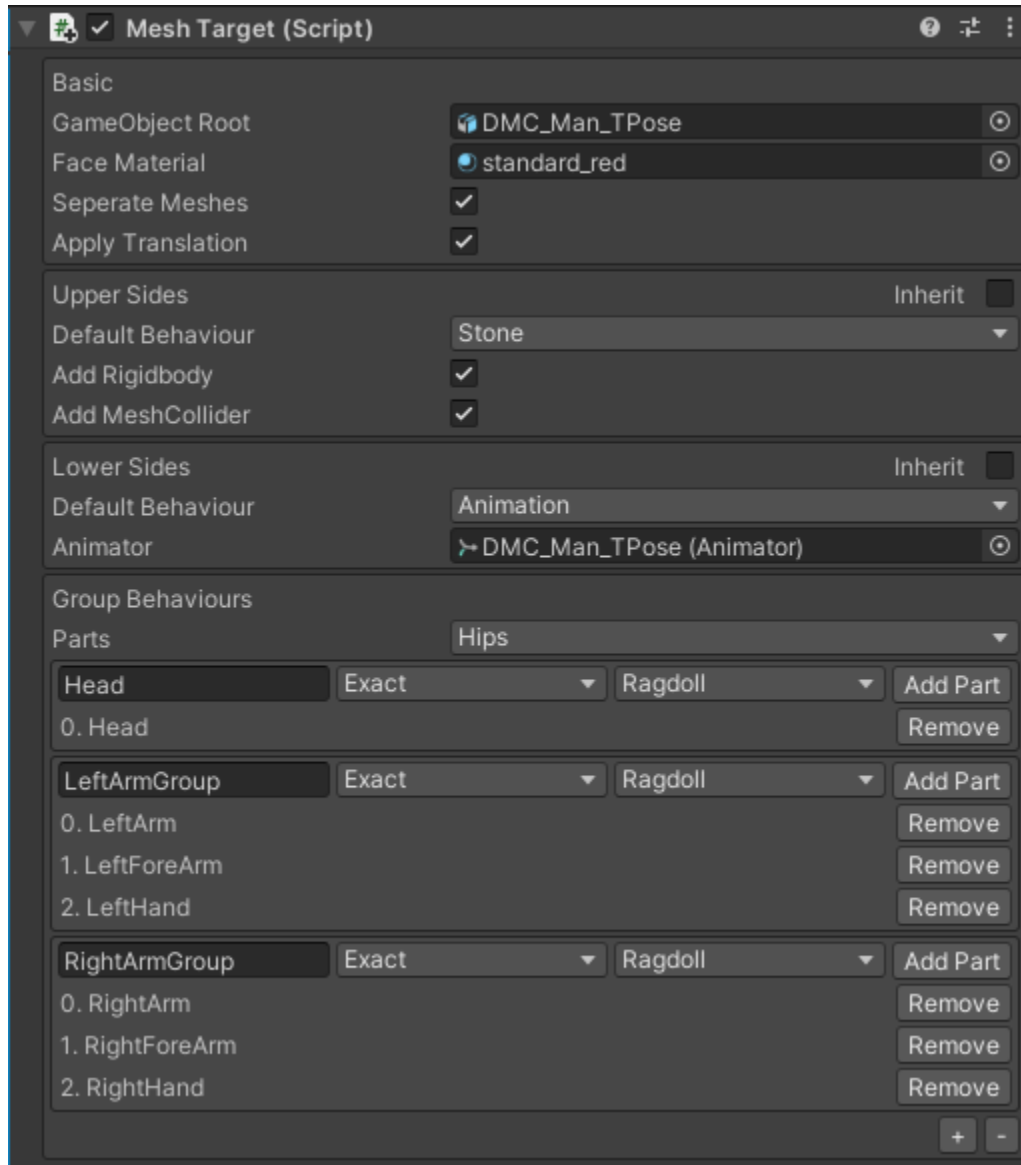 Mesh Target (Script)
Basic
GameObject Root DMC_Man_TPose
Face Material standard_red
Seperate Meshes
Apply Translation
Upper Sides Inherit
Default Behaviour Stone
Add Rigidbody
Add MeshCollider
Lower Sides Inherit
Default Behaviour Animation
Animator DMC_Man_TPose (Animator)
Group Behaviours
Parts Hips
Head Exact Ragdoll Add Part
0. Head Remove
LeftArmGroup Exact Ragdoll Add Part
0. LeftArm Remove
1. LeftForeArm Remove
2. LeftHand Remove
RightArmGroup Exact Ragdoll Add Part
0. RightArm Remove
1. RightForeArm Remove
2. RightHand Remove
+ -